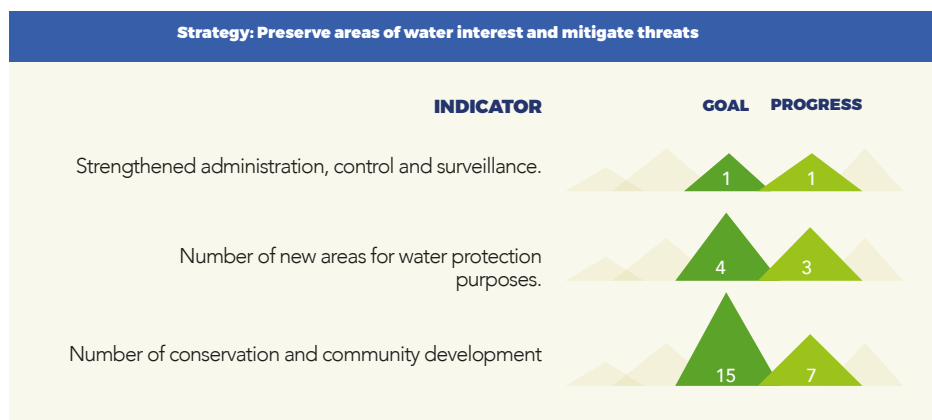 Strategy: Preserve areas of water interest and mitigate threats
INDICATOR GOAL PROGRESS
Strengthened administration, control and surveillance. 1 1
Number of new areas for water protection
purposes. 4 3
Number of conservation and community development 15 7